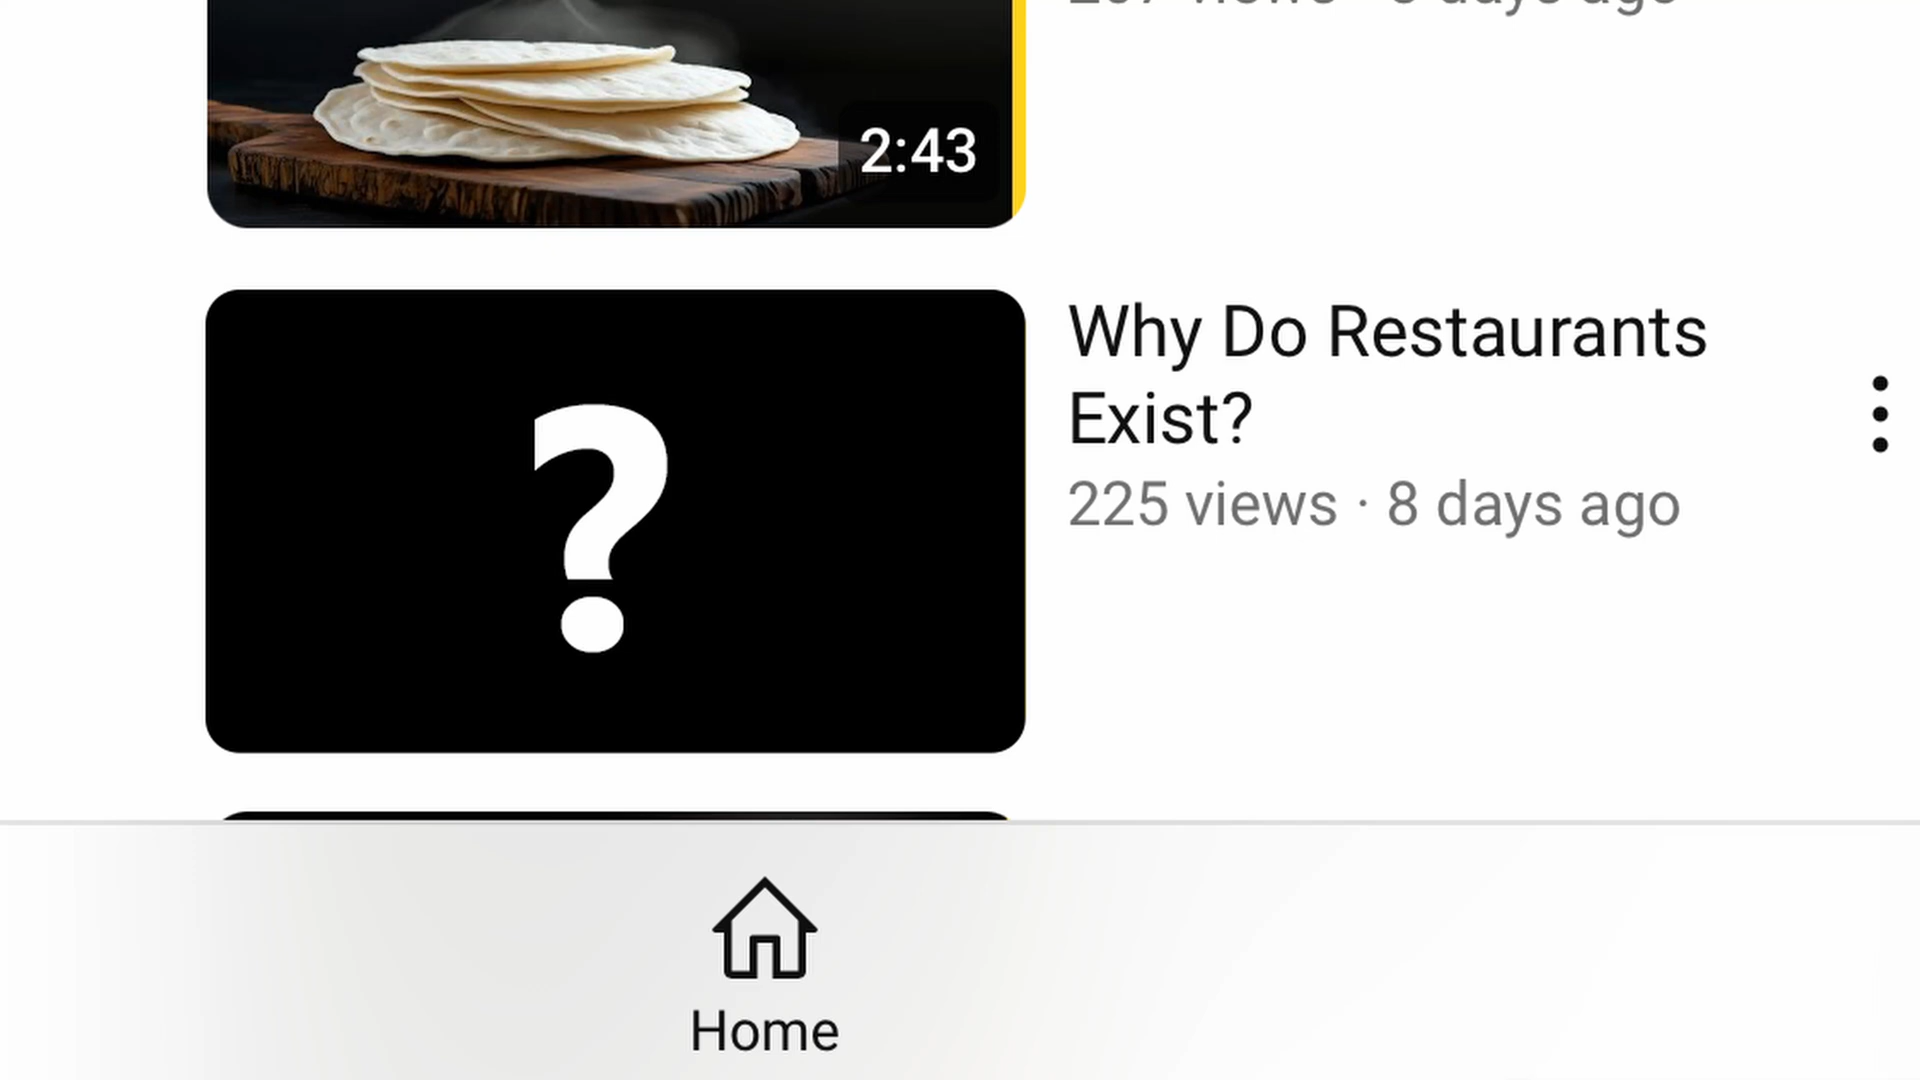 2:43
?
Why Do Restaurants
Exist?
225 views · 8 days ago
Home